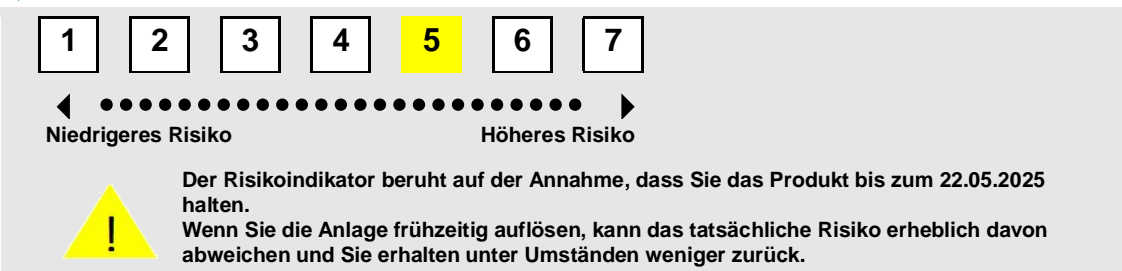 1 2 3 4 5 6 7
Niedrigeres Risiko Höheres Risiko
! Der Risikoindikator beruht auf der Annahme, dass Sie das Produkt bis zum 22.05.2025
halten.
Wenn Sie die Anlage frühzeitig auflösen, kann das tatsächliche Risiko erheblich davon
abweichen und Sie erhalten unter Umständen weniger zurück.